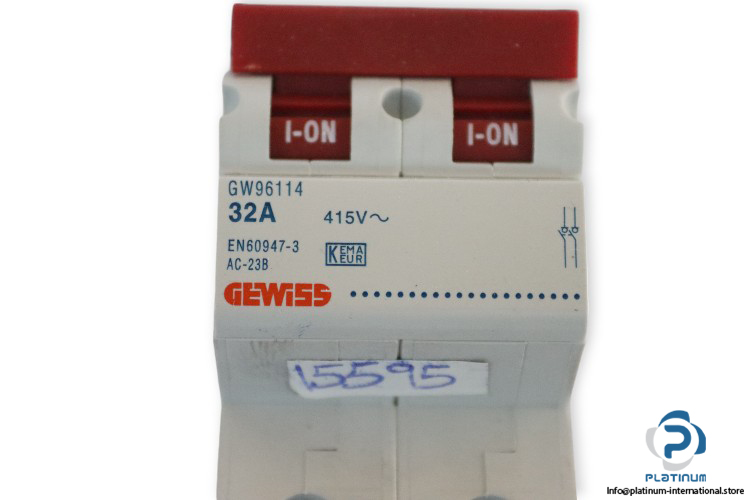 I-ON I-ON
GW96114
32A 415V~
EN60947-3 KEMA EUR
AC-23B
GEWISS
15595
PLATINUM
Info@platinum-international.store